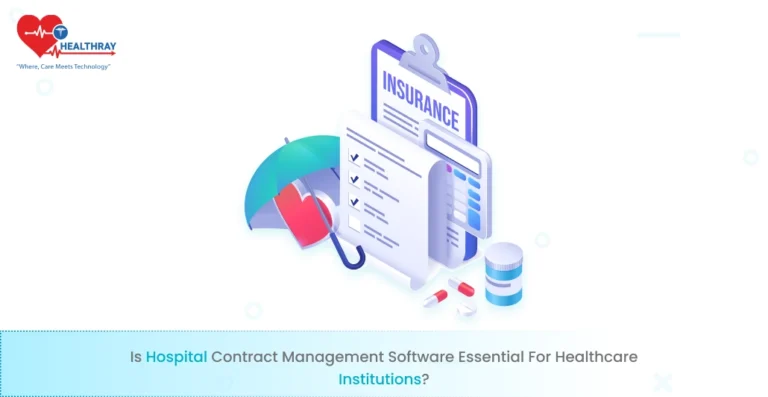 HEALTHRAY
"Where, Care Meets Technology"
INSURANCE
Is Hospital Contract Management Software Essential For Healthcare
Institutions?